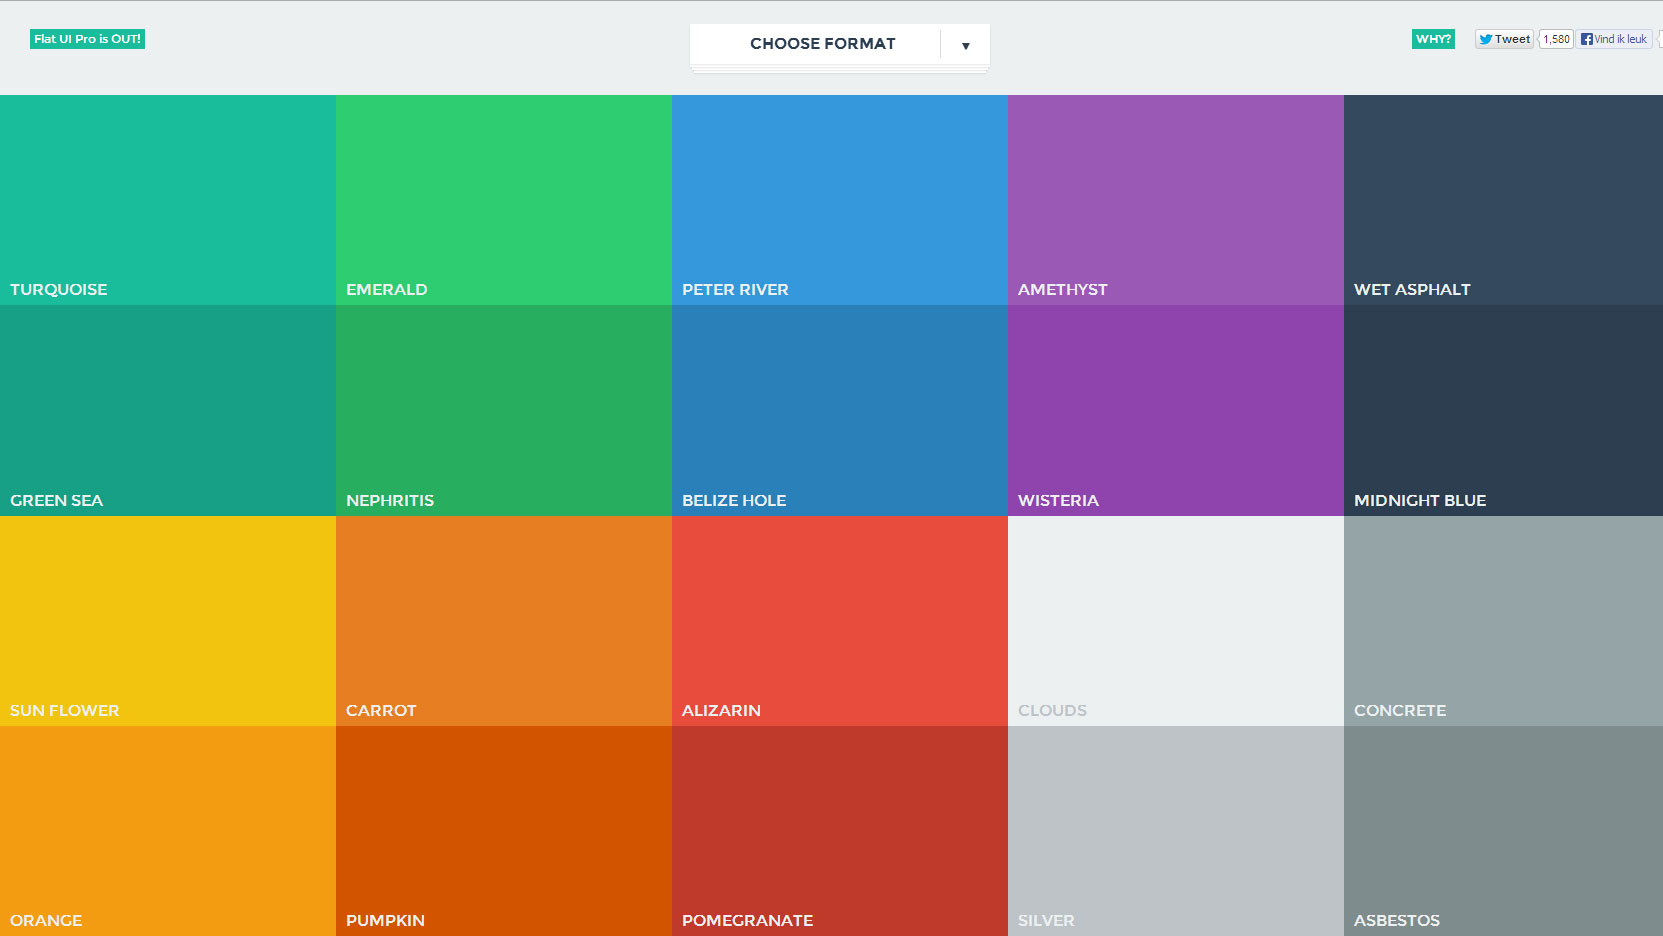 Flat UI Pro is OUT!
CHOOSE FORMAT
WHY?
Tweet
1,580
Vind ik leuk
TURQUOISE
EMERALD
PETER RIVER
AMETHYST
WET ASPHALT
GREEN SEA
NEPHRITIS
BELIZE HOLE
WISTERIA
MIDNIGHT BLUE
SUN FLOWER
CARROT
ALIZARIN
CLOUDS
CONCRETE
ORANGE
PUMPKIN
POMEGRANATE
SILVER
ASBESTOS